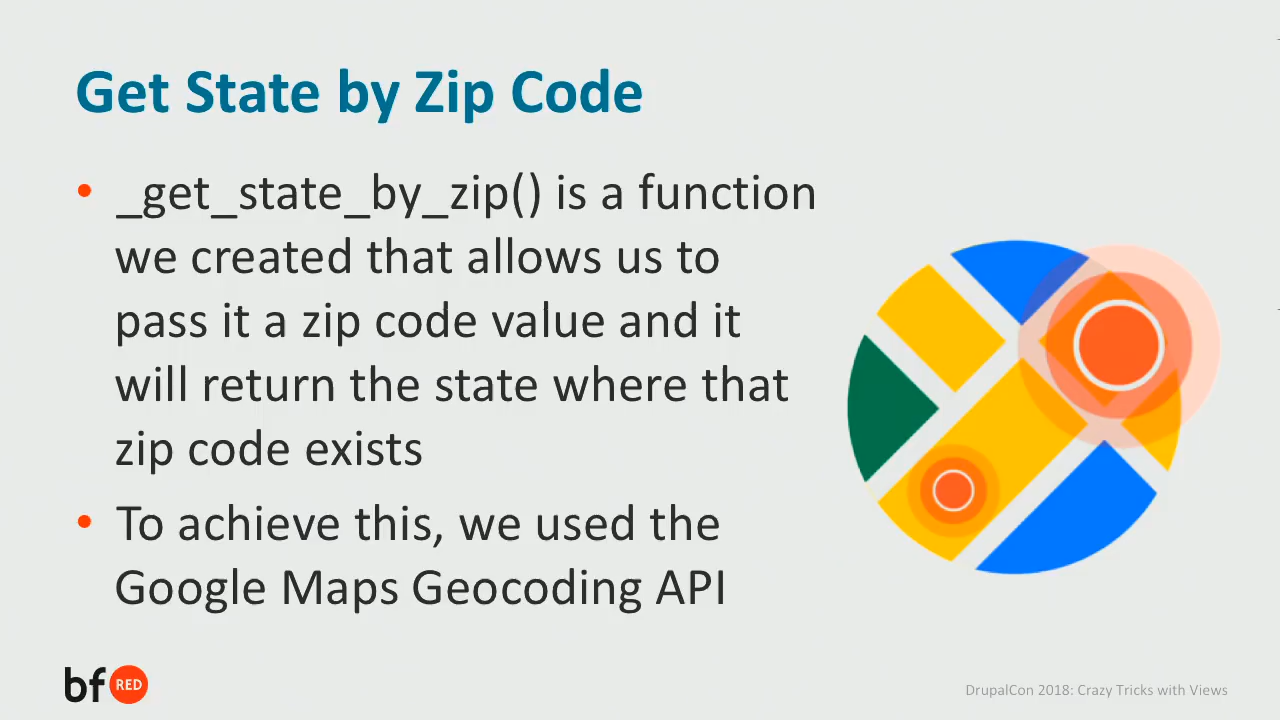 Get State by Zip Code
• _get_state_by_zip() is a function
we created that allows us to
pass it a zip code value and it
will return the state where that
zip code exists
• To achieve this, we used the
Google Maps Geocoding API
bf RED
DrupalCon 2018: Crazy Tricks with Views